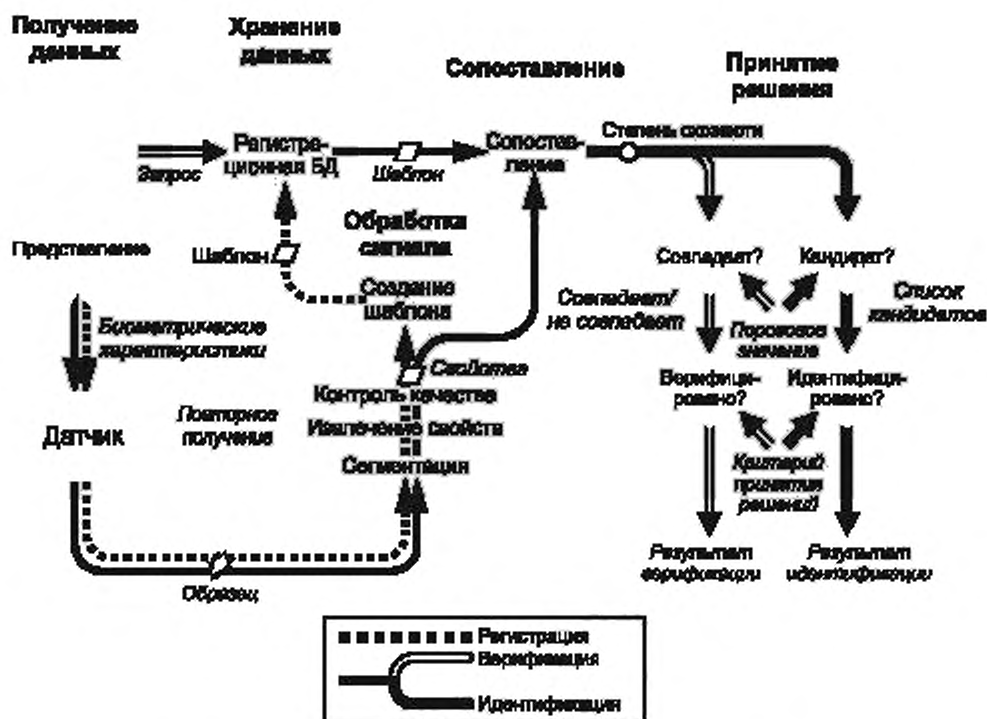 Получение
данных
Хранение
данных
Сопоставление
Принятие
решения
Запрос
Регистра-
ционная БД
Шаблон
Сопостав-
ление
Степень схожести
Представление
Шаблон
Обработка
сигнала
Создание
шаблона
Биометрические
характеристики
Свойства
Контроль качества
Извлечение свойств
Сегментация
Датчик
Повторное
получение
Образец
Совпадает?
Кандидат?
Совпадает/
не совпадает
Пороговое
значение
Список
кандидатов
Верифици-
ровано?
Идентифици-
ровано?
Критерий
принятия
решений
Результат
верификации
Результат
идентификации
Регистрация
Верификация
Идентификация